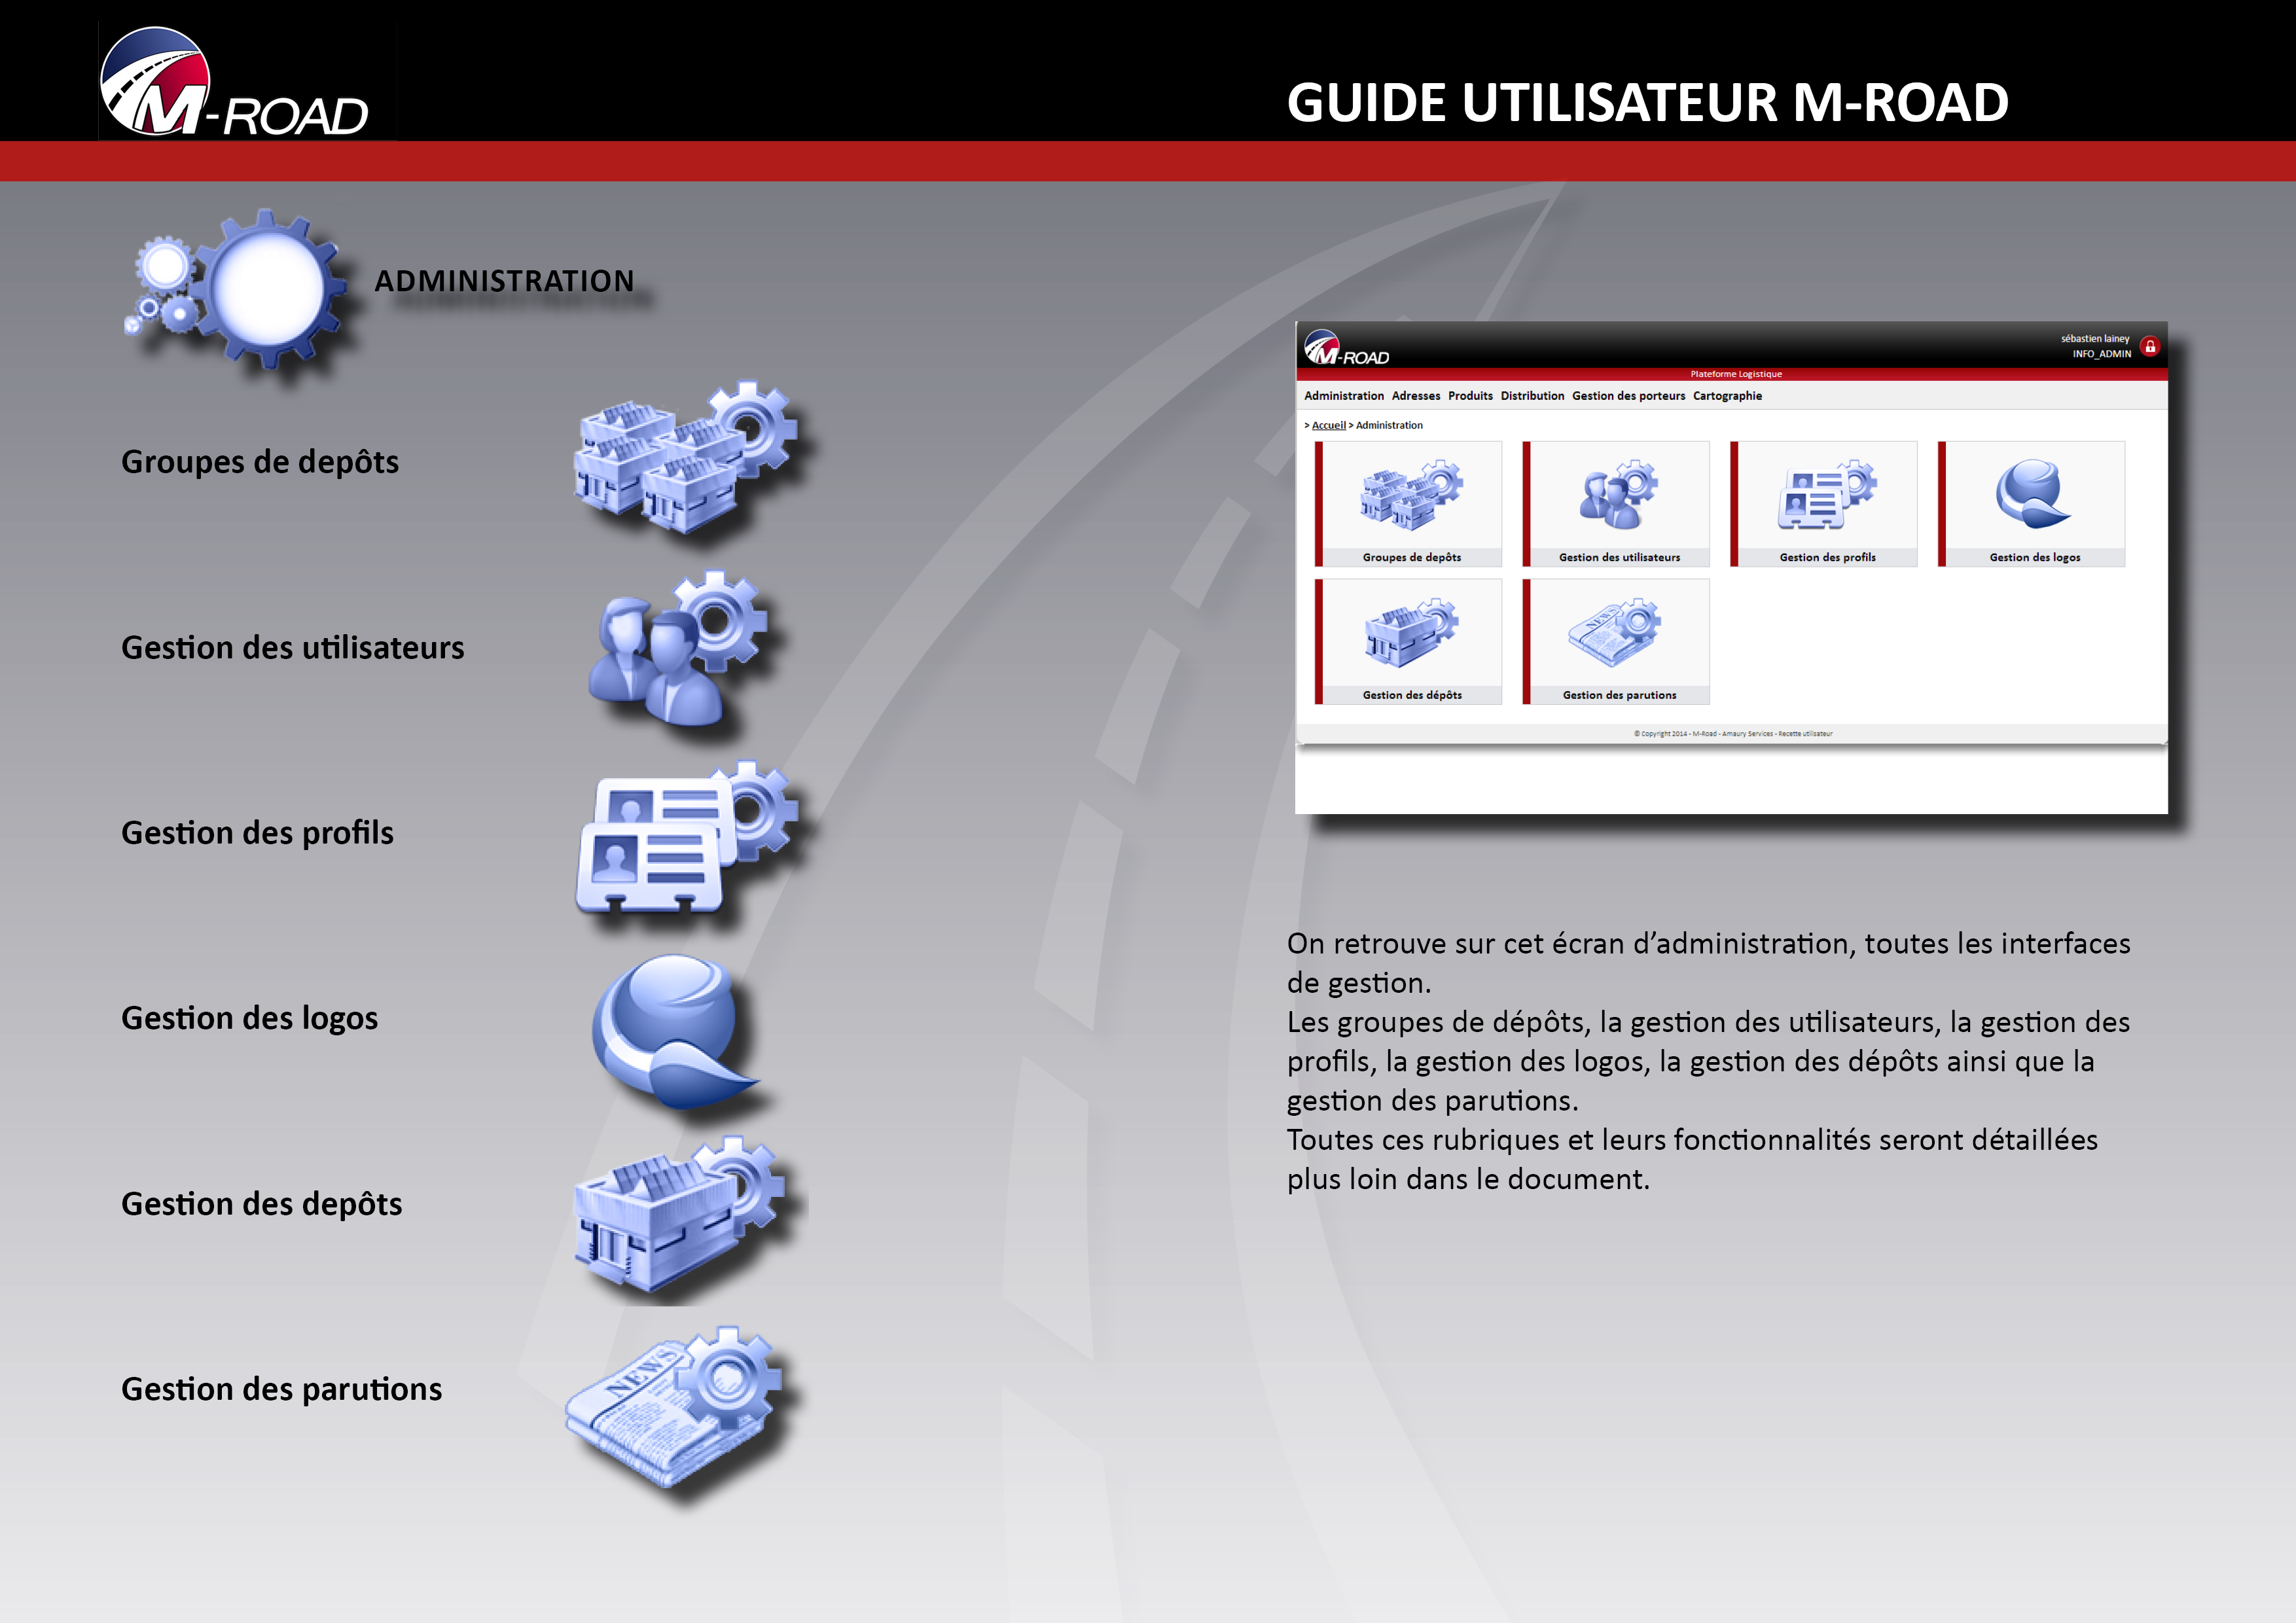 M-ROAD
GUIDE UTILISATEUR M-ROAD
ADMINISTRATION
Groupes de depôts
Gestion des utilisateurs
Gestion des profils
Gestion des logos
Gestion des depôts
Gestion des parutions
NEWS
M-ROAD
sébastien lainey
INFO_ADMIN
Plateforme Logistique
Administration Adresses Produits Distribution Gestion des porteurs Cartographie
> Accueil > Administration
Groupes de depôts
Gestion des utilisateurs
Gestion des profils
Gestion des logos
NEWS
Gestion des dépôts
Gestion des parutions
© Copyright 2014 - M-Road - Amaury Services - Recette utilisateur
On retrouve sur cet écran d’administration, toutes les interfaces
de gestion.
Les groupes de dépôts, la gestion des utilisateurs, la gestion des
profils, la gestion des logos, la gestion des dépôts ainsi que la
gestion des parutions.
Toutes ces rubriques et leurs fonctionnalités seront détaillées
plus loin dans le document.